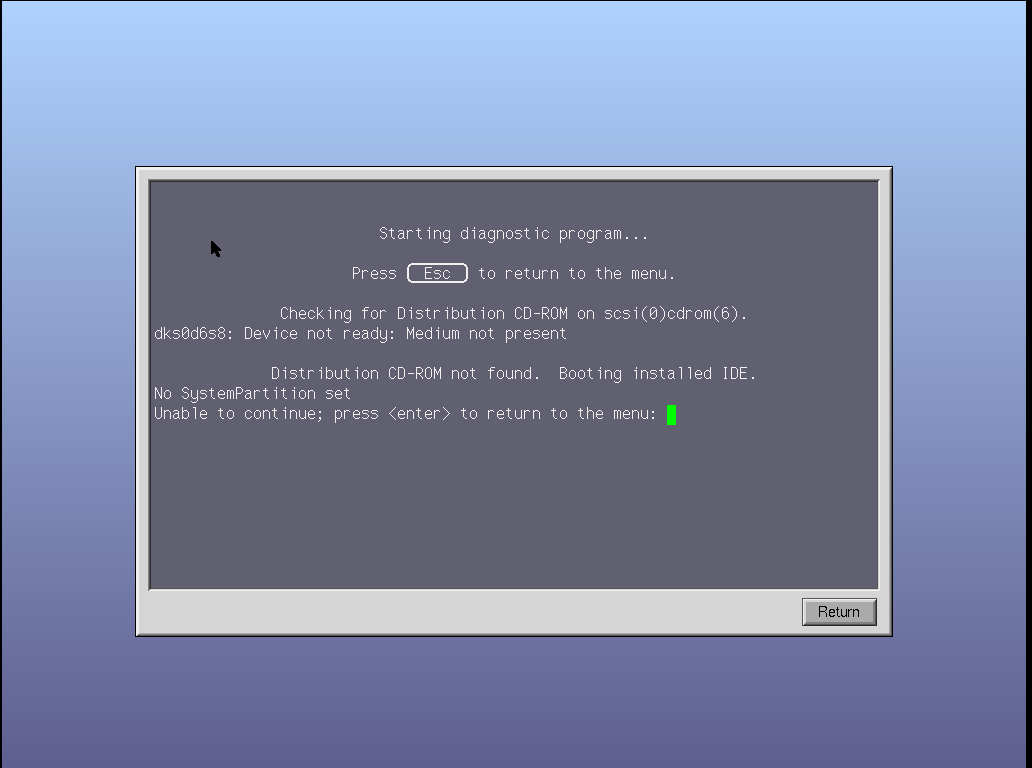 Starting diagnostic program...
Press Esc to return to the menu.
Checking for Distribution CD-ROM on scsi(0)cdrom(6).
dks0d6s8: Device not ready: Medium not present
Distribution CD-ROM not found.  Booting installed IDE.
No SystemPartition set
Unable to continue; press <enter> to return to the menu:
Return